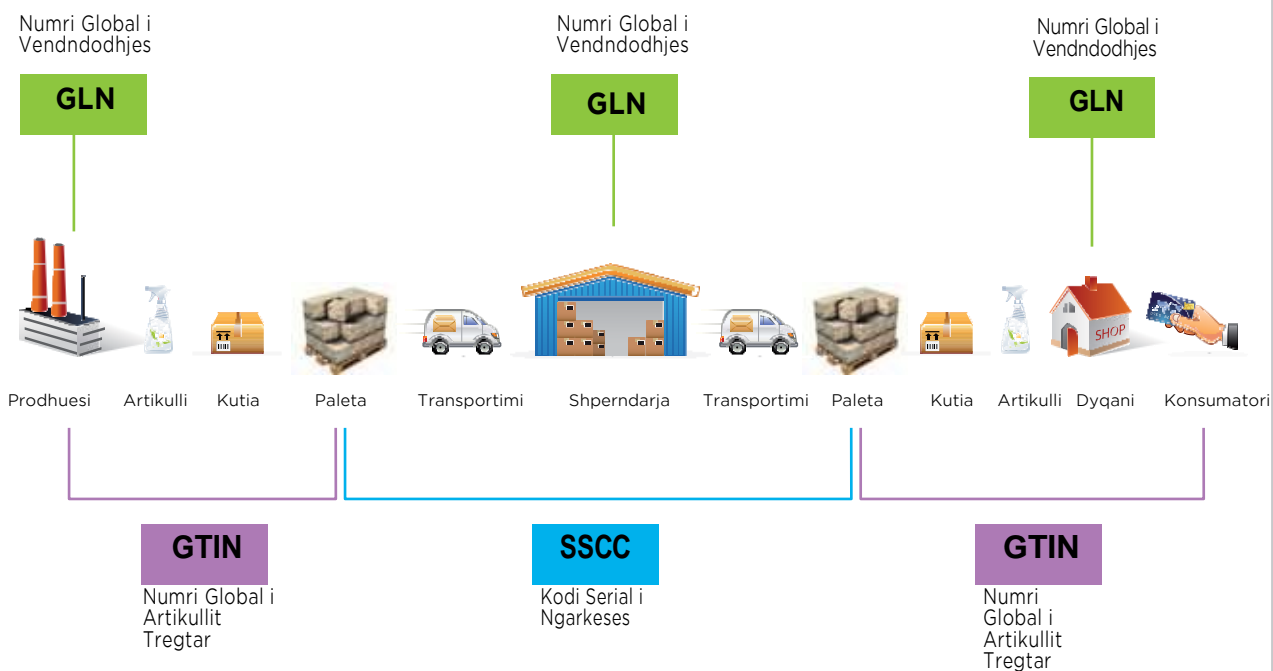 Numri Global i
Vendndodhjes
Numri Global i
Vendndodhjes
Numri Global i
Vendndodhjes
GLN
GLN
GLN
SHOP
Prodhuesi Artikulli Kutia Paleta Transportimi Shperndarja Transportimi Paleta Kutia Artikulli Dyqani Konsumatori
GTIN
Numri Global i
Artikullit
Tregtar
SSCC
Kodi Serial i
Ngarkeses
GTIN
Numri
Global i
Artikullit
Tregtar